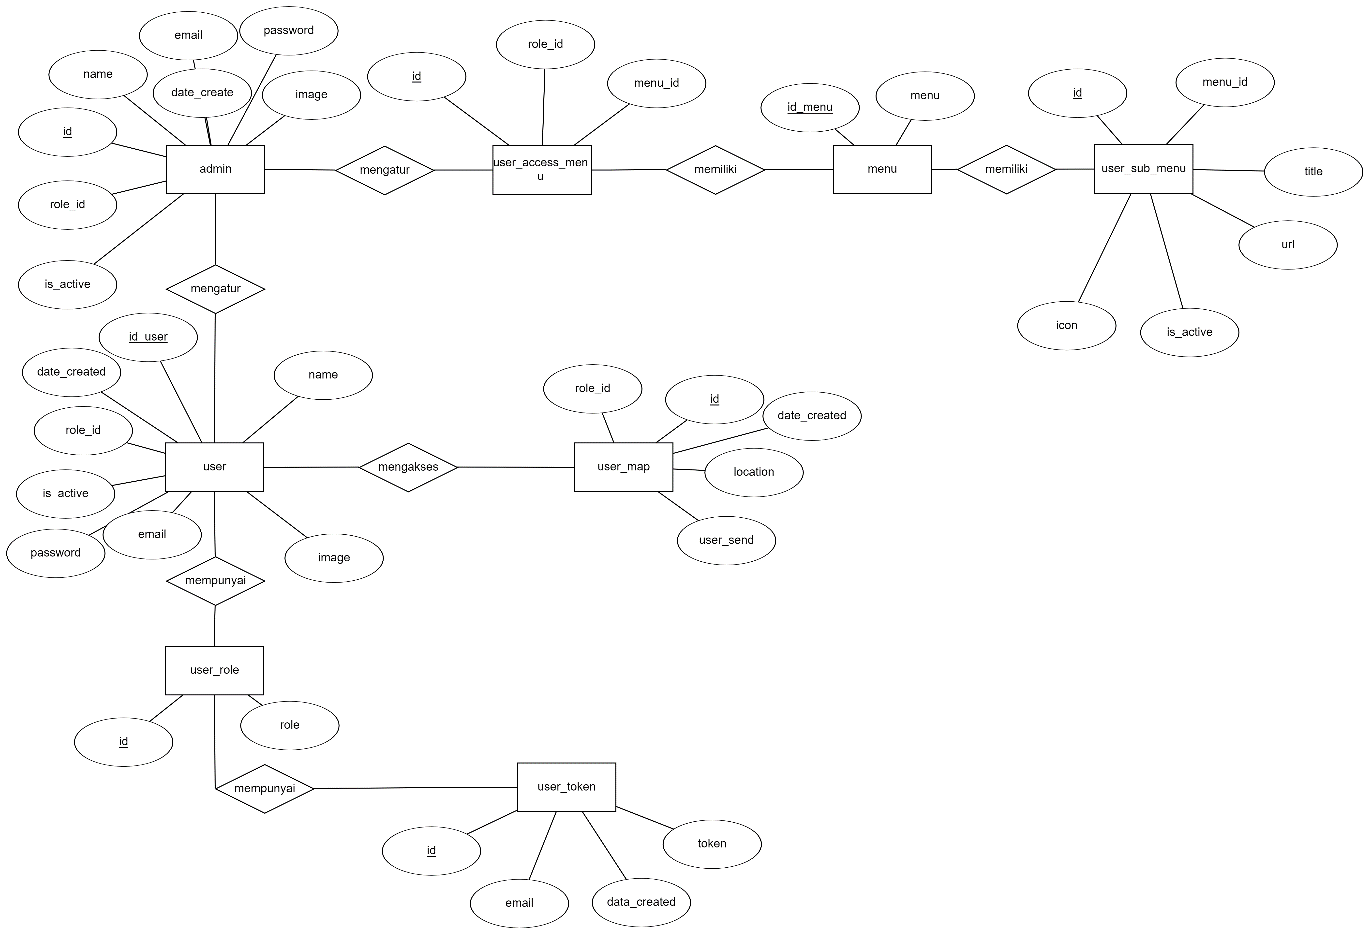 email
password
name
date_create
image
id
role_id
is_active
admin
mengatur
id
role_id
menu_id
user_access_men
u
memiliki
id_menu
menu
menu
memiliki
id
menu_id
user_sub_menu
title
url
icon
is_active
mengatur
id_user
date_created
name
role_id
user
is_active
password
email
image
mengakses
role_id
id
date_created
user_map
location
user_send
mempunyai
user_role
id
role
mempunyai
user_token
id
token
email
data_created